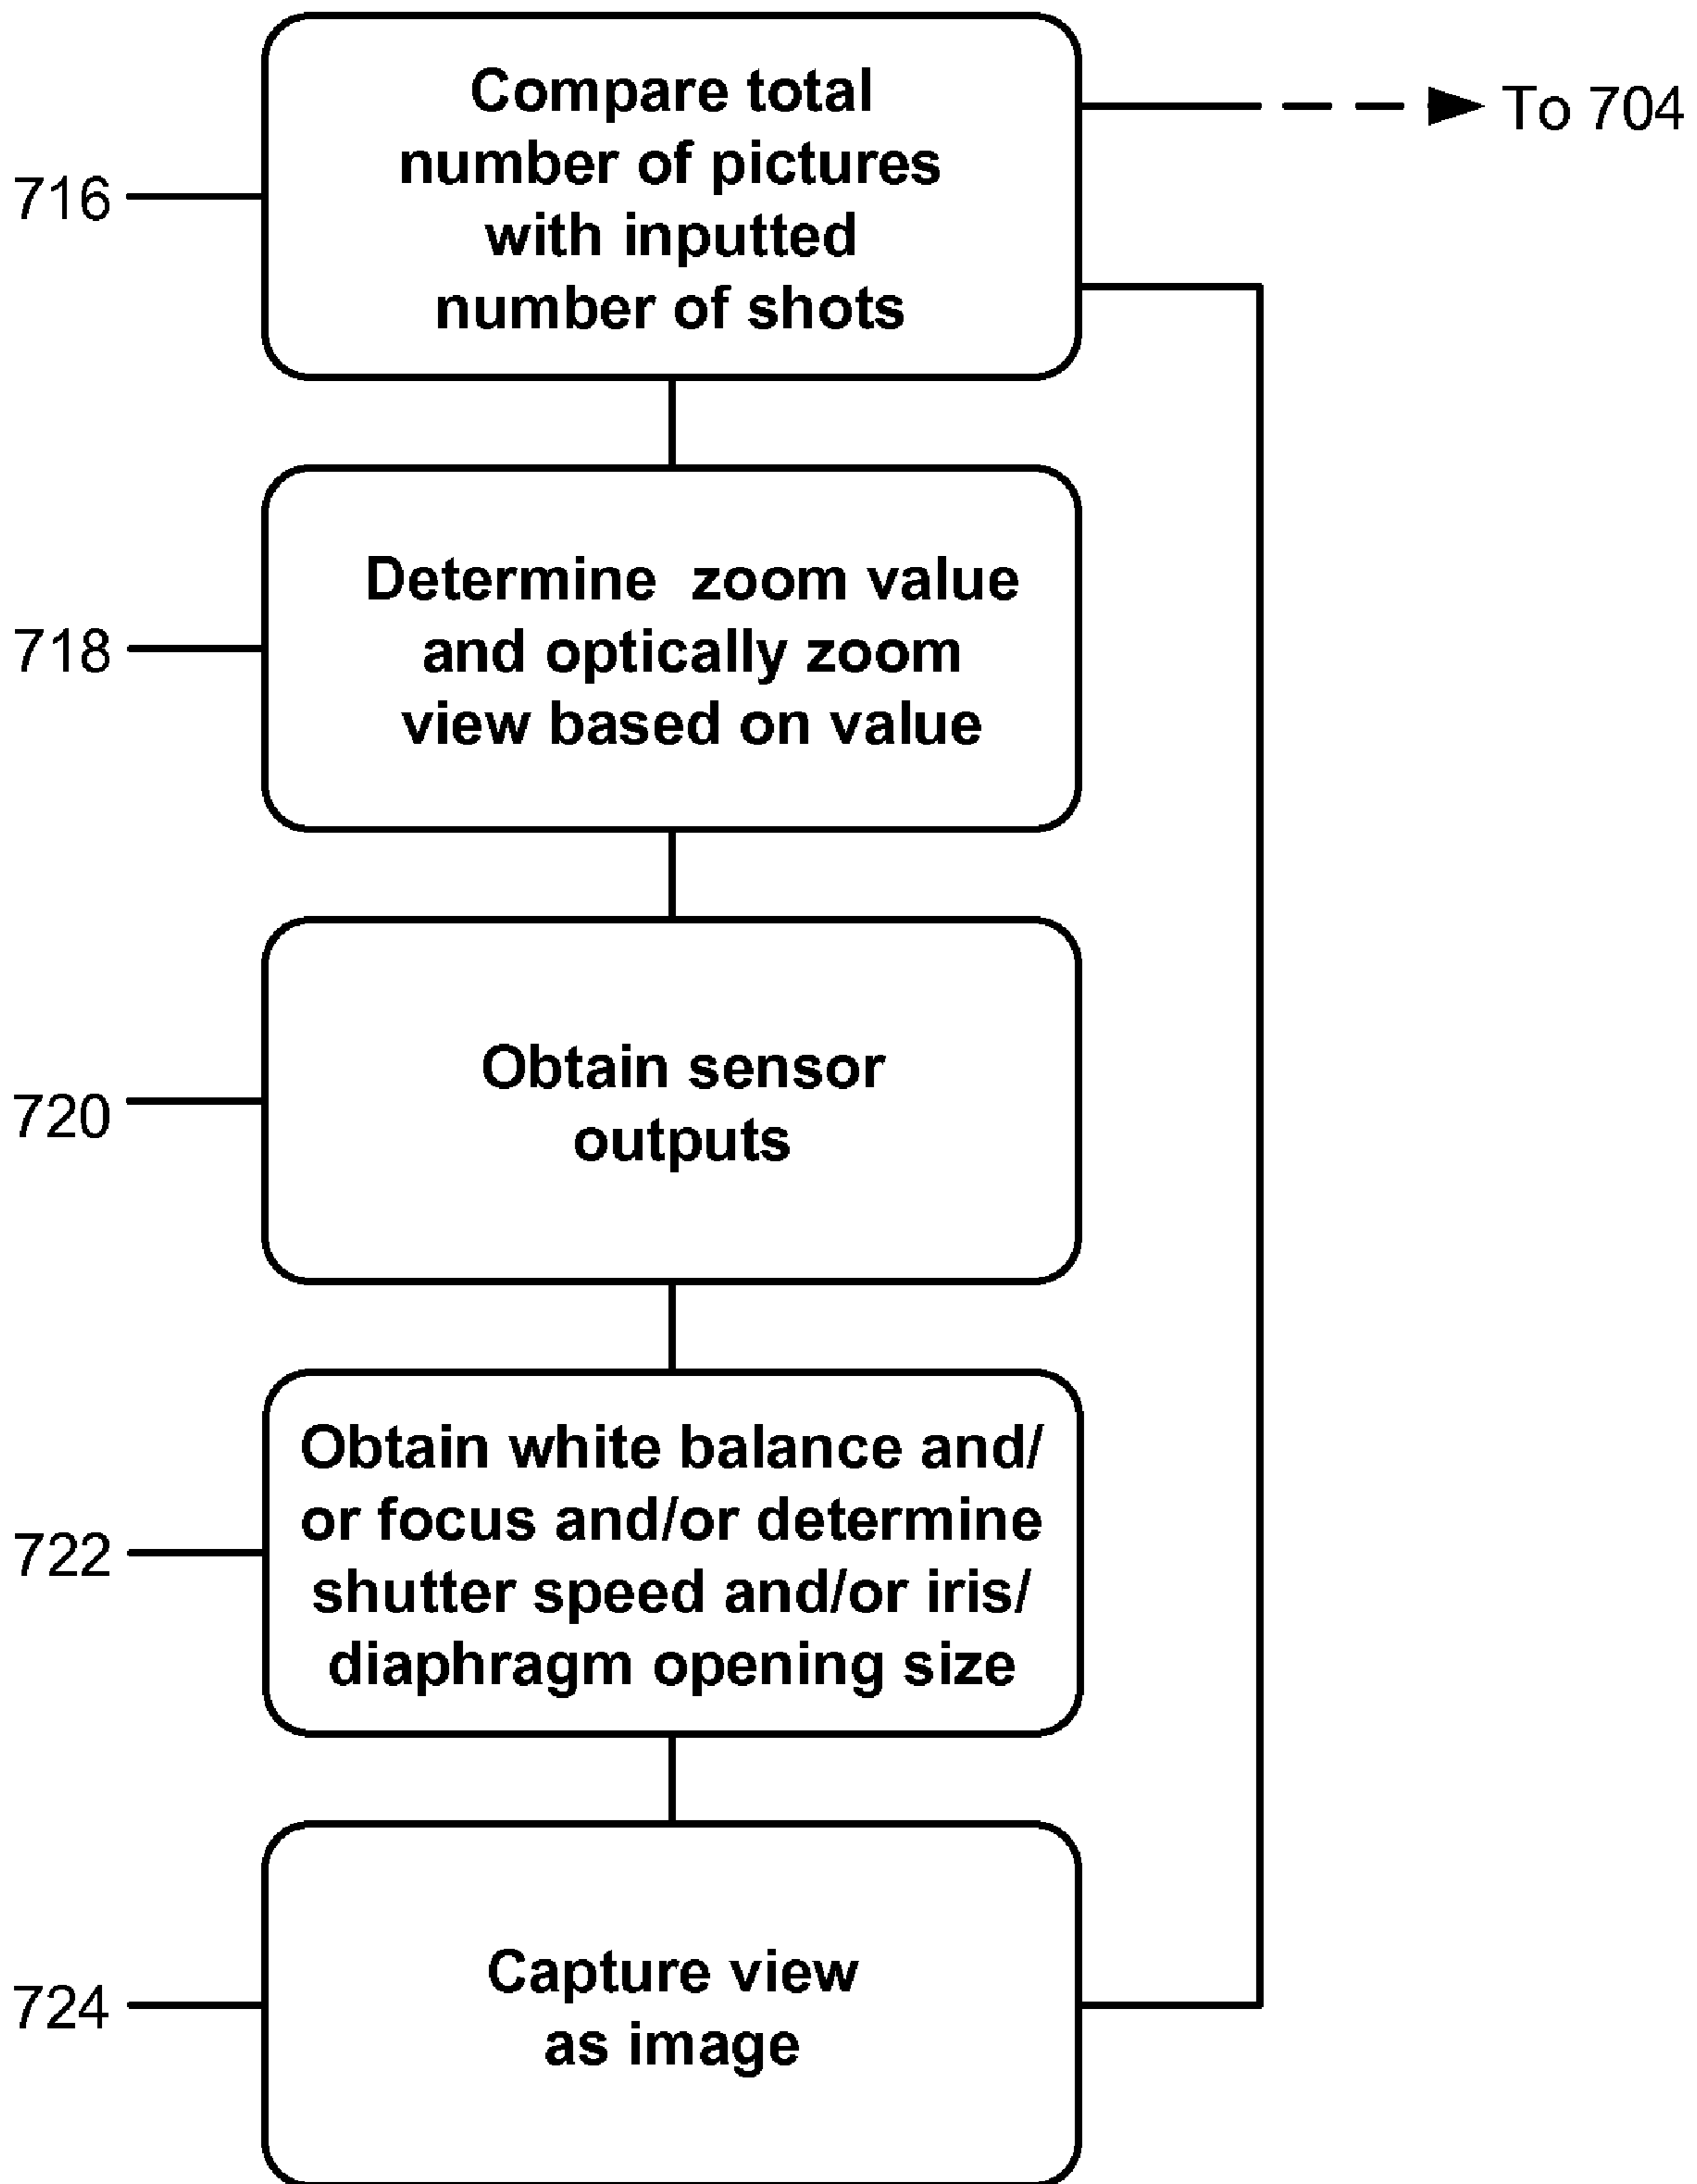 Compare total
number of pictures
with inputted
number of shots
To 704
716
Determine zoom value
and optically zoom
view based on value
718
Obtain sensor
outputs
720
Obtain white balance and/
or focus and/or determine
shutter speed and/or iris/
diaphragm opening size
722
Capture view
as image
724